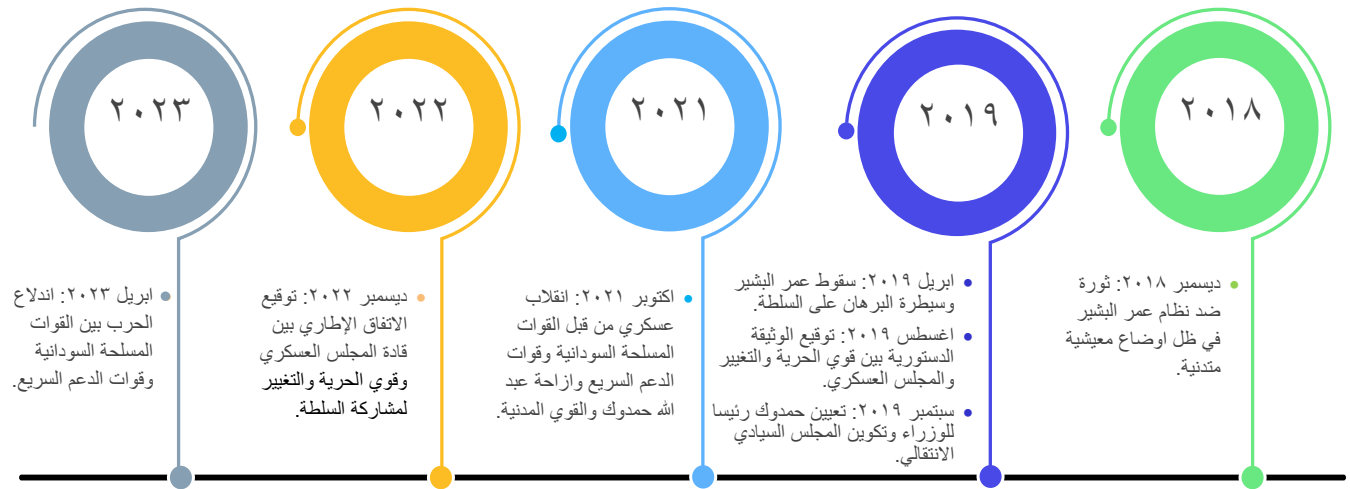 ٢٠١٨
ديسمبر ٢٠١٨: ثورة
ضد نظام عمر البشير
في ظل اوضاع معيشية
متدنية.
٢٠١٩
ابريل ٢٠١٩: سقوط عمر البشير
وسيطرة البرهان على السلطة.
اغسطس ٢٠١٩: توقيع الوثيقة
الدستورية بين قوي الحرية والتغيير
والمجلس العسكري.
سبتمبر ٢٠١٩: تعيين حمدوك رئيسا
للوزراء وتكوين المجلس السيادي
الانتقالي.
٢٠٢١
اكتوبر ٢٠٢١: انقلاب
عسكري من قبل القوات
المسلحة السودانية وقوات
الدعم السريع وازاحة عبد
الله حمدوك والقوي المدنية.
٢٠٢٢
ديسمبر ٢٠٢٢: توقيع
الاتفاق الإطاري بين
قادة المجلس العسكري
وقوي الحرية والتغيير
لمشاركة السلطة.
٢٠٢٣
ابريل ٢٠٢٣: اندلاع
الحرب بين القوات
المسلحة السودانية
وقوات الدعم السريع.